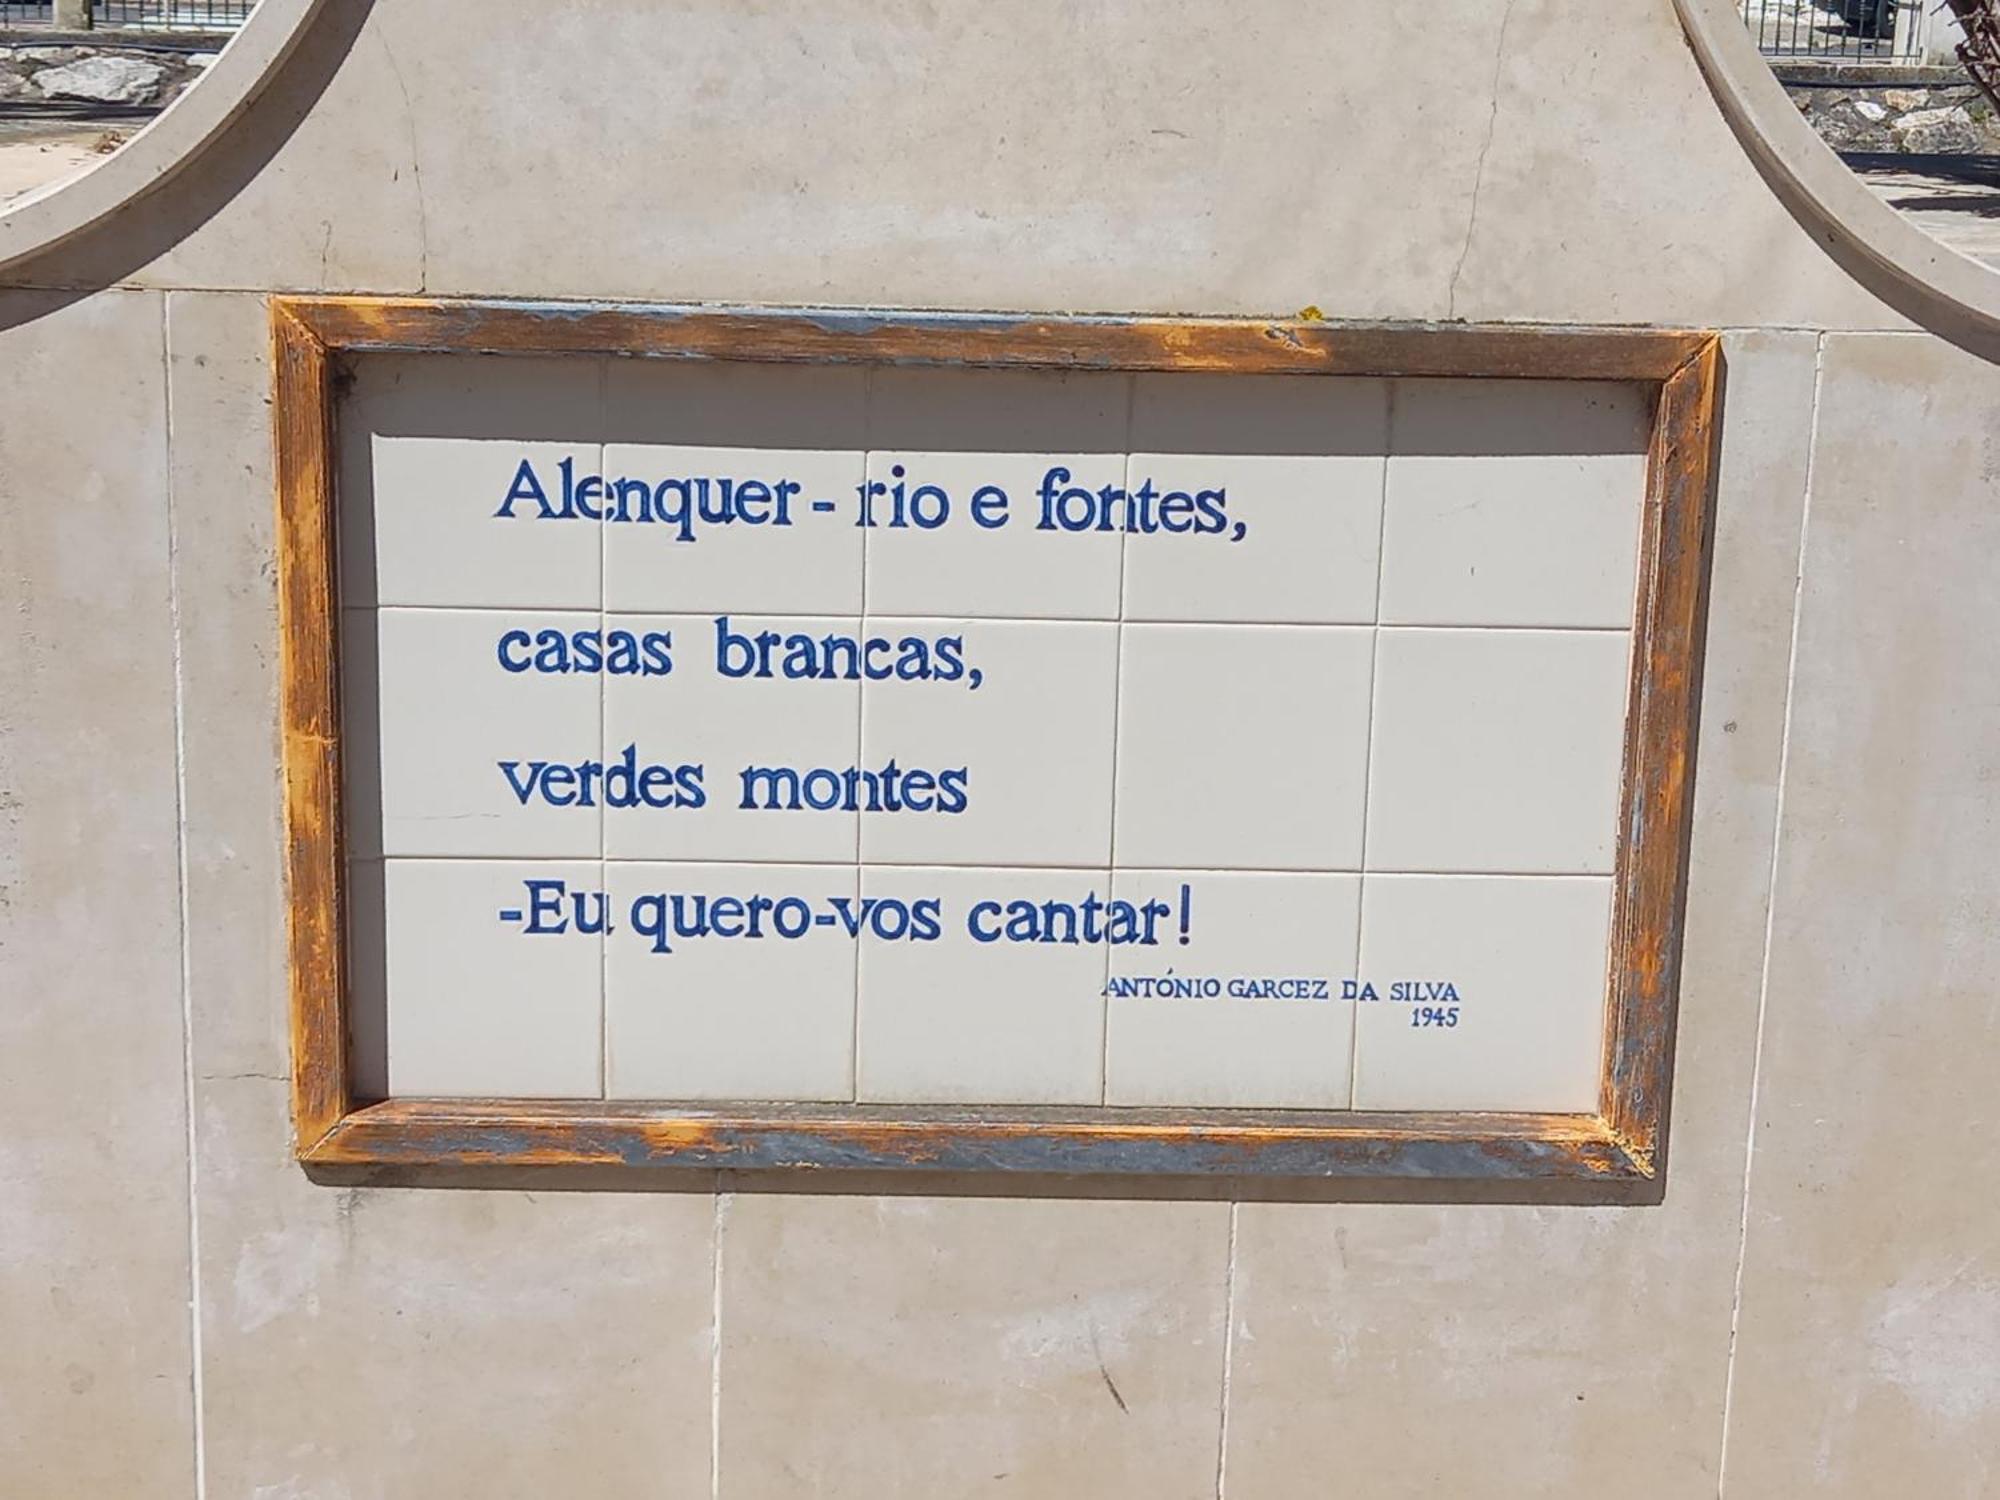 Alenquer - rio e fontes,
casas brancas,
verdes montes
-Eu quero-vos cantar!
ANTÓNIO GARCEZ DA SILVA
1945